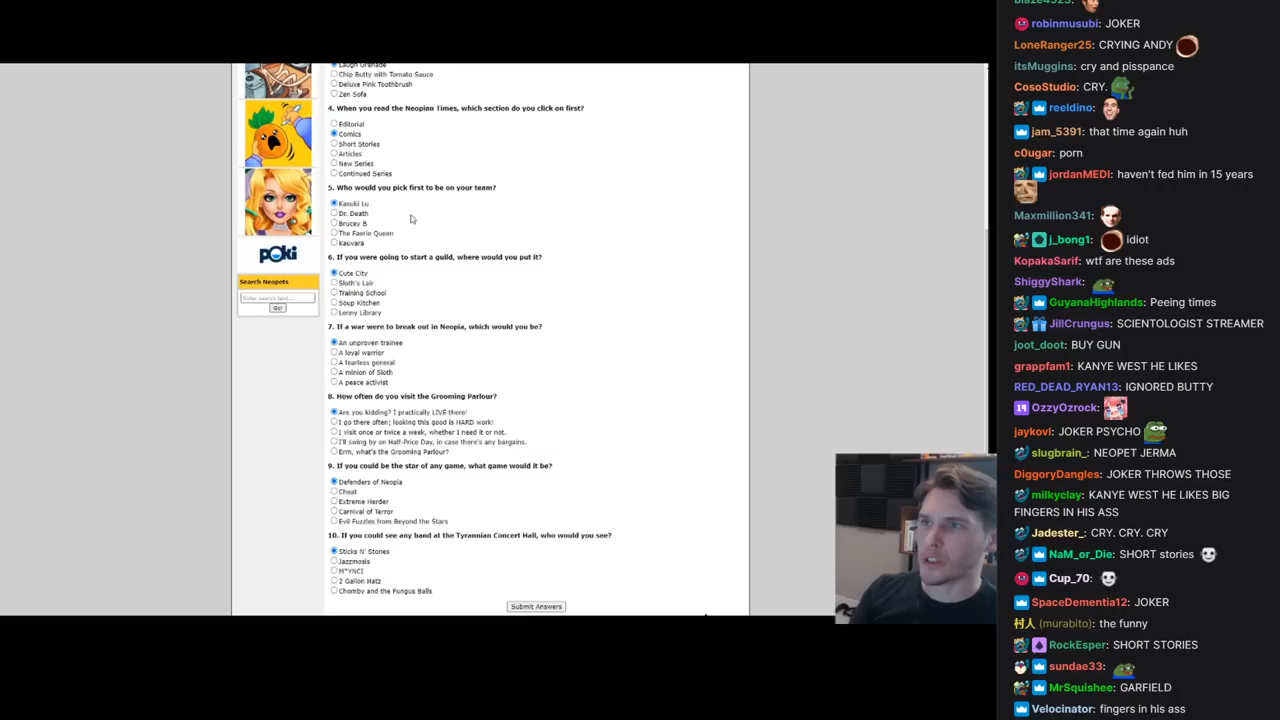 Laugh Grenade
Chip Butty with Tomato Sauce
Deluxe Pink Toothbrush
Zen Sofa
4. When you read the Neopian Times, which section do you click on first?
Editorial
Comics
Short Stories
Articles
New Series
Continued Series
5. Who would you pick first to be on your team?
Kasuki Lu
Dr. Death
Brucey B
The Faerie Queen
Kauvara
6. If you were going to start a guild, where would you put it?
Cute City
Sloth's Lair
Training School
Soup Kitchen
Lenny Library
7. If a war were to break out in Neopia, which would you be?
An unproven trainee
A loyal warrior
A fearless general
A minion of Sloth
A peace activist
8. How often do you visit the Grooming Parlour?
Are you kidding? I practically LIVE there!
I go there often; looking this good is HARD work!
I visit once or twice a week, whether I need it or not.
I'll swing by on Half-Price Day, in case there's any bargains.
Erm, what's the Grooming Parlour?
9. If you could be the star of any game, what game would it be?
Defenders of Neopia
Cheat
Extreme Herder
Carnival of Terror
Evil Fuzzles from Beyond the Stars
10. If you could see any band at the Tyrannian Concert Hall, who would you see?
Sticks N' Stones
Jazzmosis
M*YNCI
2 Gallon Hatz
Chomby and the Fungus Balls
Submit Answers
poki
Search Neopets
Enter search text...
Go!
blaze4323:
robinmusubi: JOKER
LoneRanger25: CRYING ANDY
itsMuggins: cry and pisspance
CosoStudio: CRY.
reeldino:
jam_5391: that time again huh
c0ugar: porn
jordanMEDI: haven't fed him in 15 years
Maxmillion341:
j_bong1: idiot
KopakaSarif: wtf are these ads
ShiggyShark:
GuyanaHighlands: Peeing times
JillCrungus: SHIT LOGIST STREAMER
joot_doot: BUY GUN
grappfam1: KANYE WEST HE LIKES
RED_DEAD_RYAN13: IGNORED BUTTY
14 OzzyOzrock:
jaykovi: JOKER PSYCHO
slugbrain_: NEOPET JERMA
DiggoryDangles: JOKER THROWS THOSE
milkyclay: KANYE WEST HE LIKES BIG
FINGERS IN HIS ASS
Jadester_: CRY. CRY. CRY
NaM_or_Die: SHORT stories
Cup_70:
SpaceDementia12: JOKER
村人 (murabito): the funny
RockEsper: SHORT STORIES
sundae33:
MrSquishee: GARFIELD
Velocinator: fingers in his ass